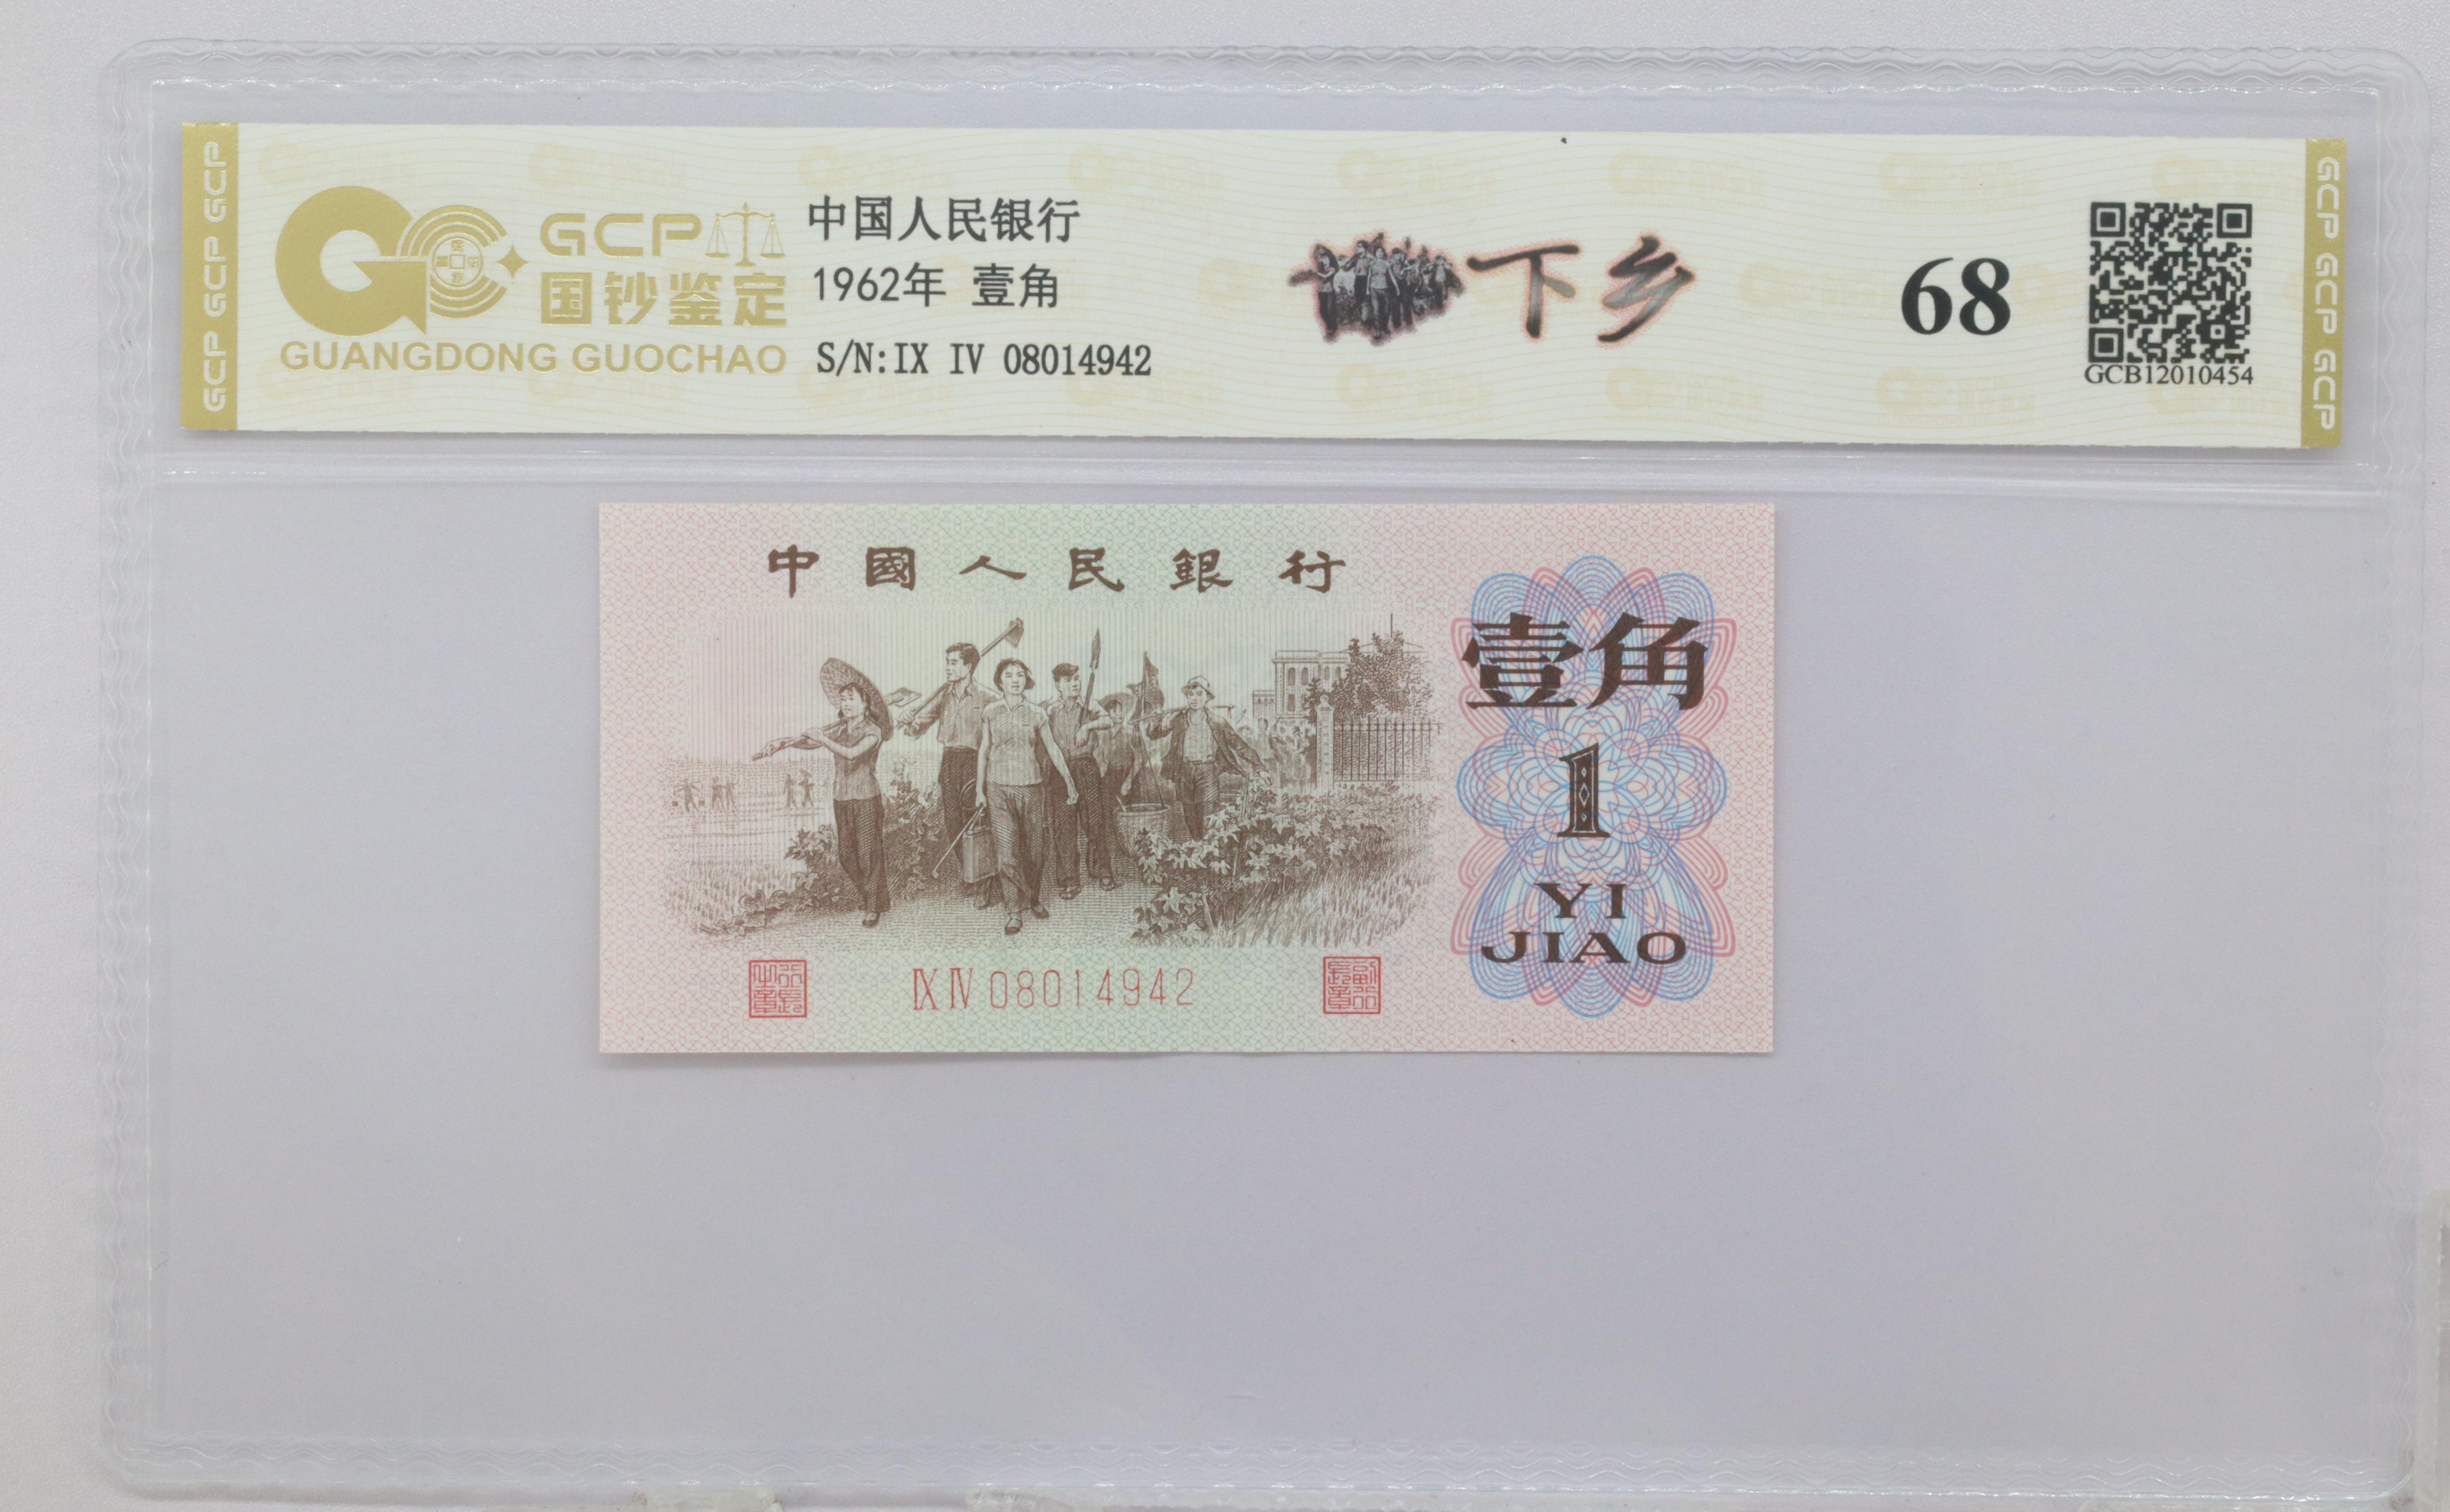 GCP GCP GCP
GCP
国钞鉴定
GUANGDONG GUOCHAO
中国人民银行
1962年 壹角
S/N:IX IV 08014942
下乡
68
GCB12010454
GCP GCP GCP
中國人民銀行
壹角
1
YI
JIAO
IX IV 08014942